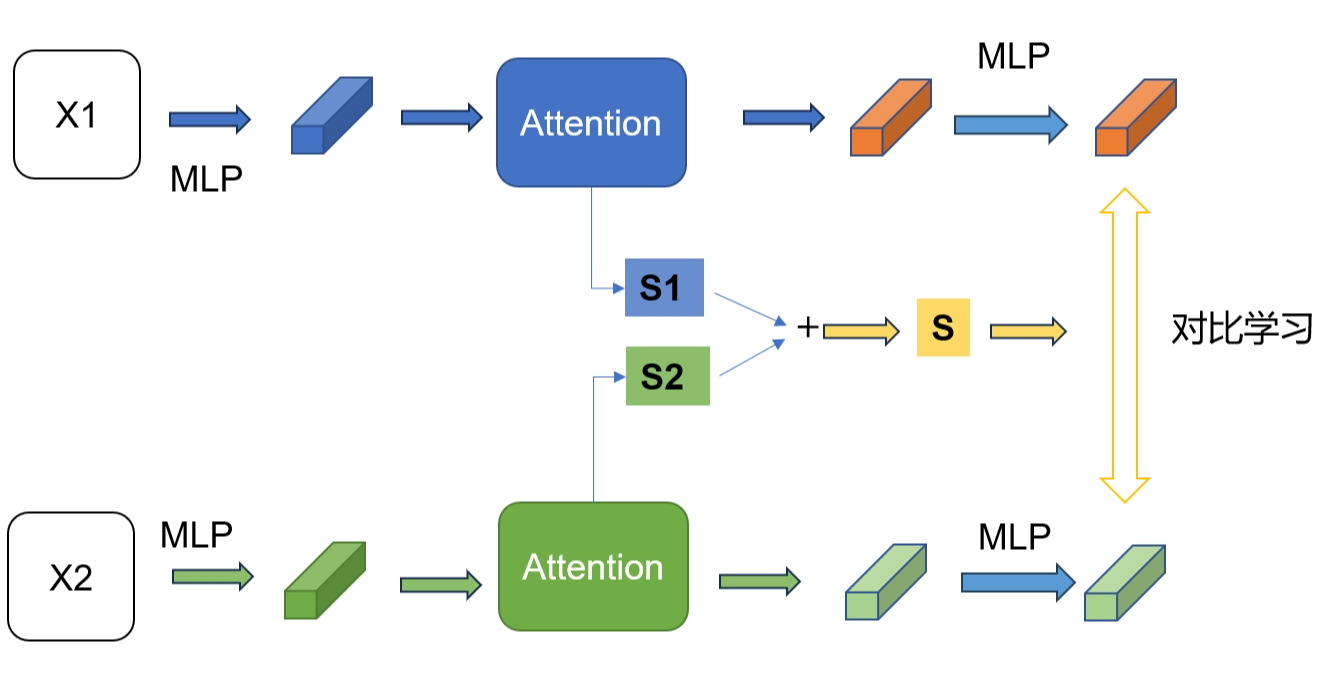 MLP
X1
Attention
MLP
S1
+
S
对比学习
S2
MLP
MLP
X2
Attention